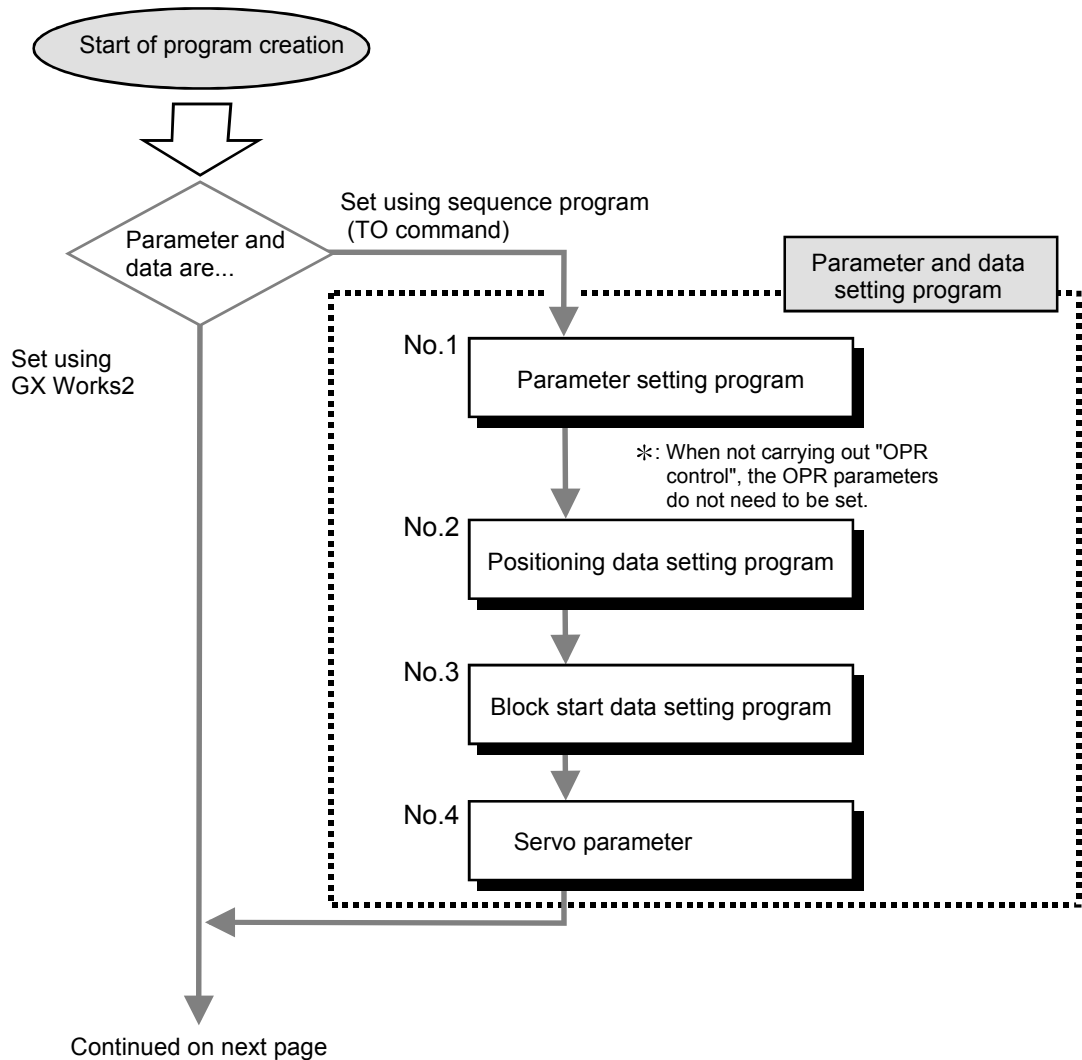 Start of program creation
Set using sequence program
(TO command)
Parameter and
data are...
Parameter and data
setting program
Set using
GX Works2
No.1
Parameter setting program
*: When not carrying out "OPR
control", the OPR parameters
do not need to be set.
No.2
Positioning data setting program
No.3
Block start data setting program
No.4
Servo parameter
Continued on next page